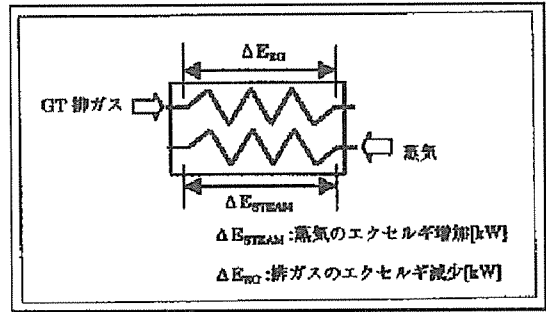 ΔE_EG
GT 排ガス
蒸気
ΔE_STEAM
ΔE_STEAM :蒸気のエクセルギ増加[kW]
ΔE_EG :排ガスのエクセルギ減少[kW]